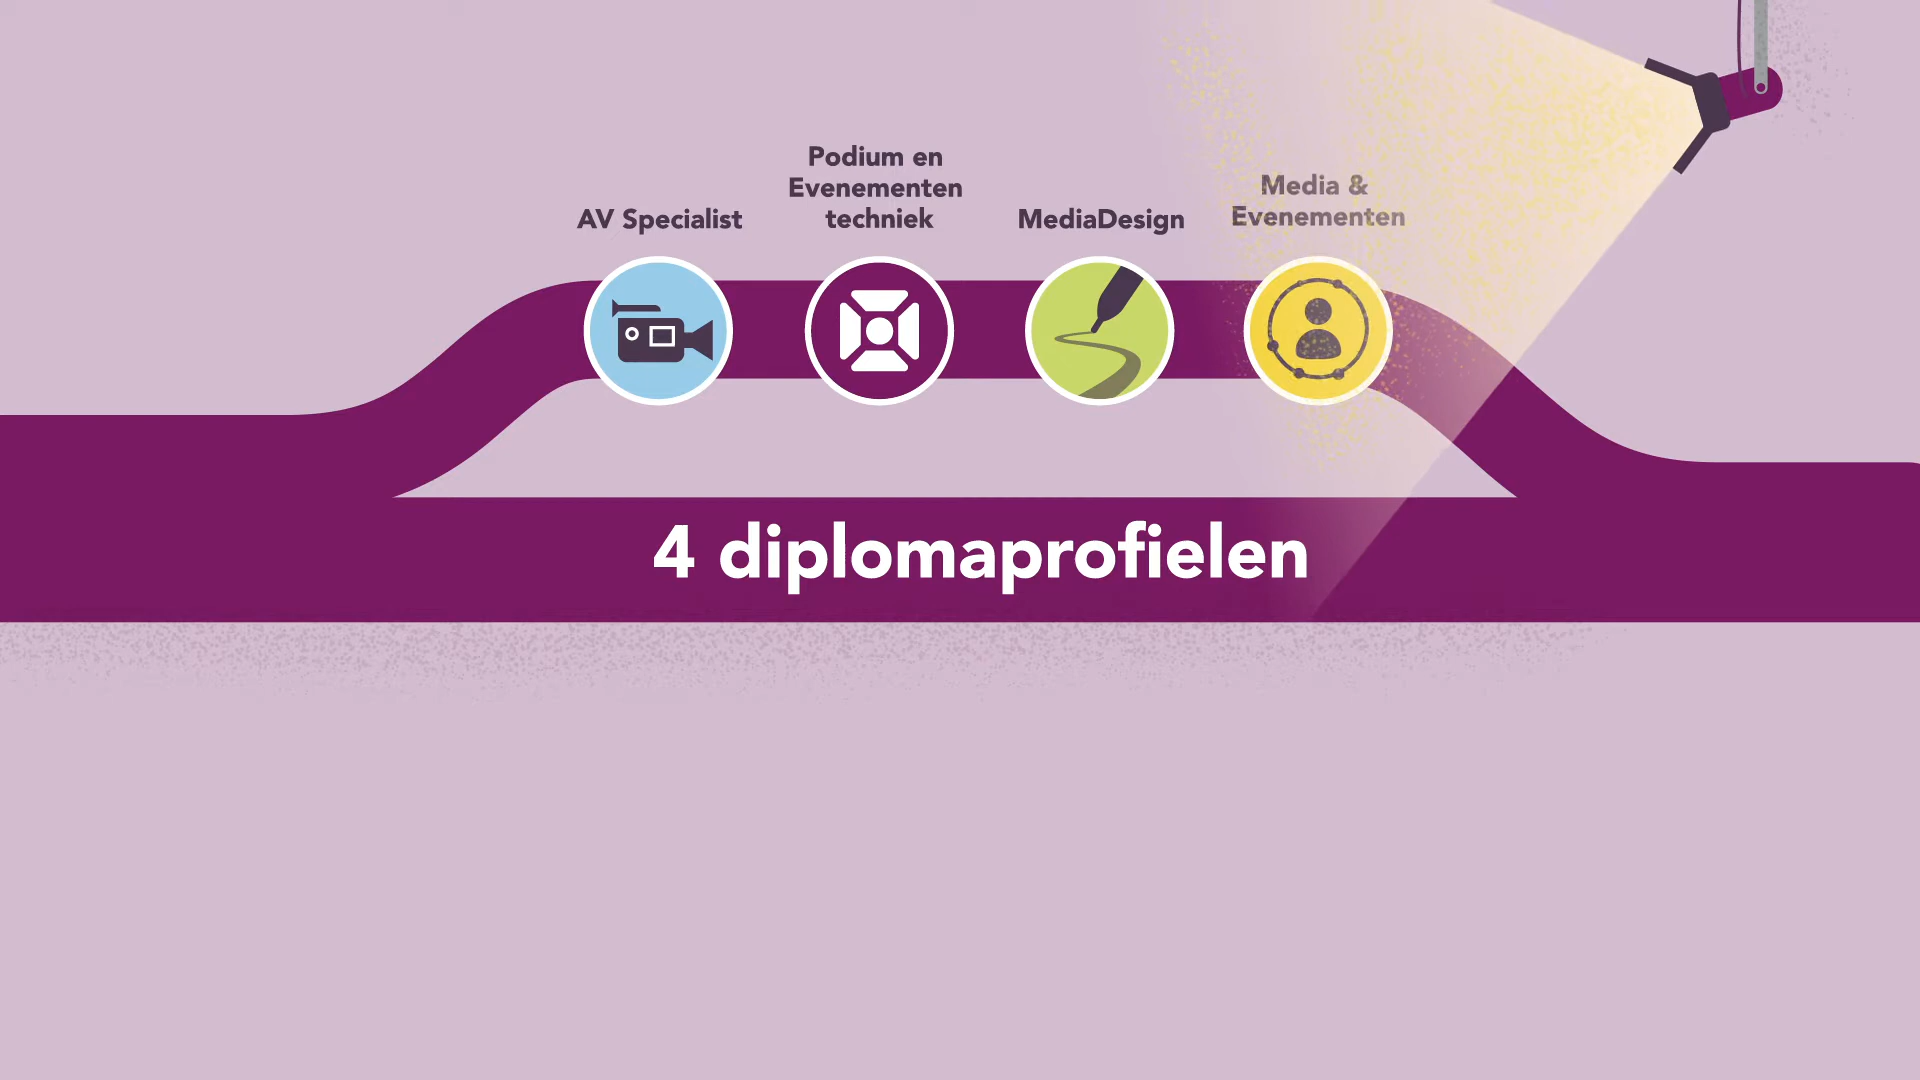 AV Specialist
Podium en
Evenementen
techniek
MediaDesign
Media &
Evenementen
4 diplomaprofielen